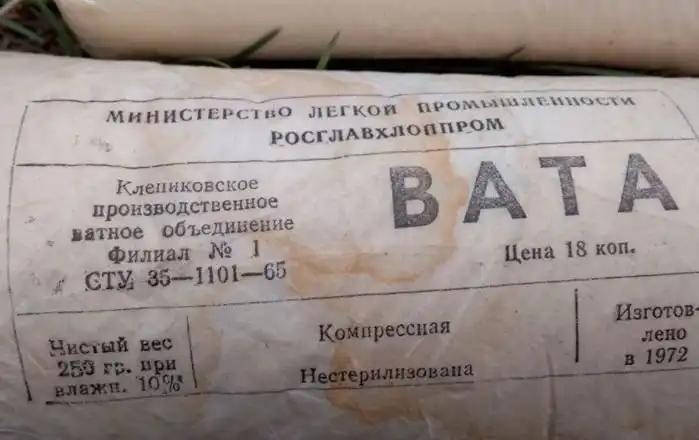 МИНИСТЕРСТВО ЛЕГКОЙ ПРОМЫШЛЕННОСТИ
РОСГЛАВХЛОППРОМ
Клепиковское
производственное
ватное объединение
Филиал № 1
СТУ 35—1101—65
ВАТА
Цена 18 коп.
Чистый вес
250 гр. при
влажн. 10%
Компрессная
Нестерилизована
Изготов-
лено
в 1972